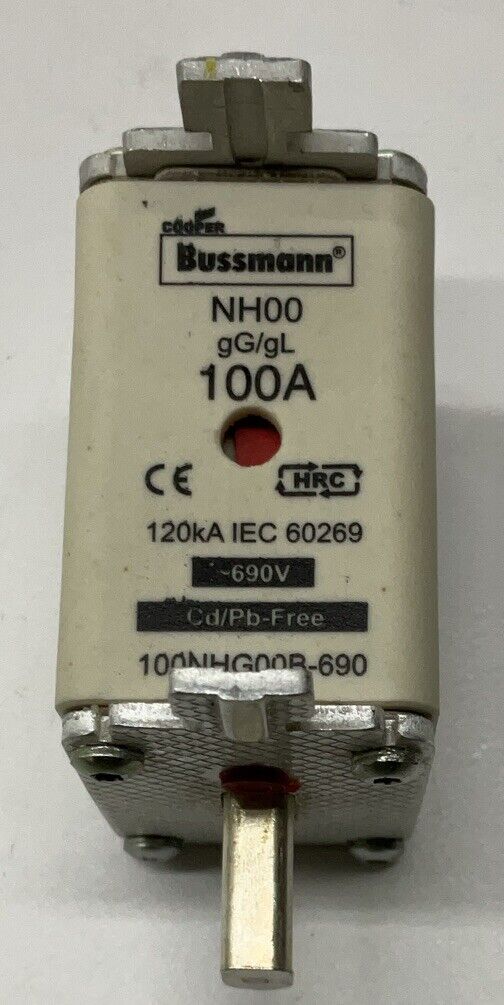 COOPER
Bussmann®
NH00
gG/gL
100A
CE HRC
120kA IEC 60269
~690V
Cd/Pb-Free
100NHG00B-690